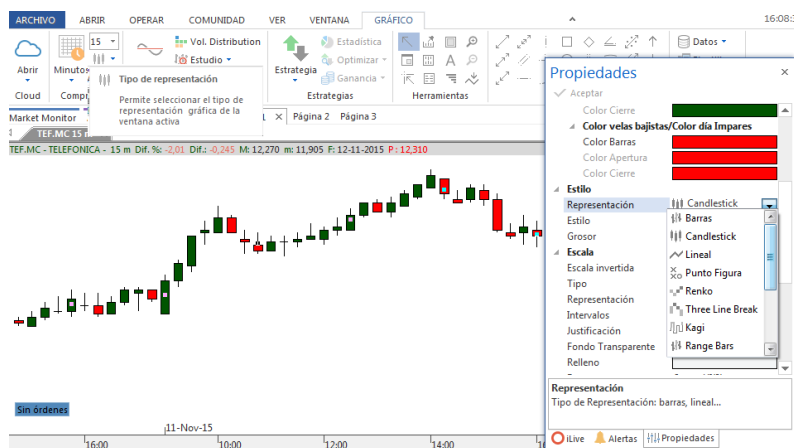 ARCHIVO ABRIR OPERAR COMUNIDAD VER VENTANA GRÁFICO
15 Vol. Distribution Estadística Datos
Estudio Optimizar
Abrir Minutos Estrategia Ganancia
Cloud Estrategias Herramientas
Tipo de representación
Permite seleccionar el tipo de
representación gráfica de la
ventana activa
Market Monitor Página 2 Página 3
TEF.MC 15 m
TEF.MC - TELEFONICA - 15 m Dif. %: -2,01 Dif.: -0,245 M: 12,270 m: 11,905 F: 12-11-2015 P: 12,310
Sin órdenes
11-Nov-15
16:00 10:00 12:00 14:00
Propiedades
Aceptar
Color Cierre
Color velas bajistas/Color día Impares
Color Barras
Color Apertura
Color Cierre
Estilo
Representación Candlestick
Estilo
Grosor
Escala
Escala invertida
Tipo
Representación
Intervalos
Justificación
Fondo Transparente
Relleno
Barras
Candlestick
Lineal
Punto Figura
Renko
Three Line Break
Kagi
Range Bars
Representación
Tipo de Representación: barras, lineal...
iLive Alertas Propiedades